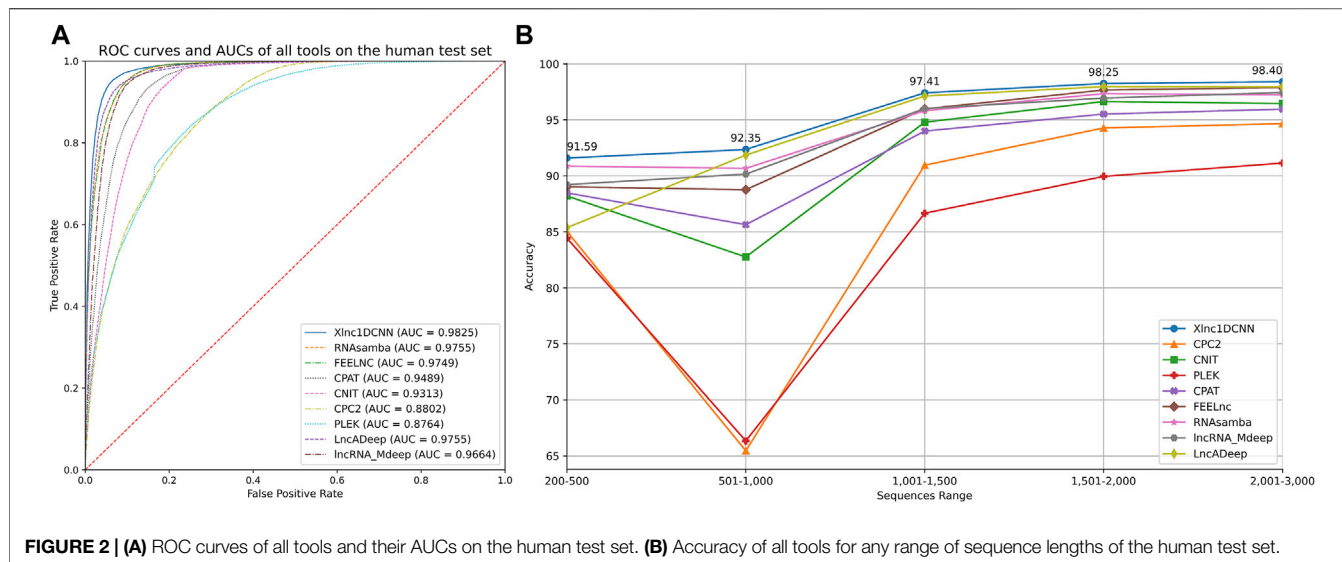 A
ROC curves and AUCs of all tools on the human test set
1.0
0.8
0.6
0.4
0.2
0.0
True Positive Rate
0.0
0.2
0.4
0.6
0.8
1.0
False Positive Rate
Xlnc1DCNN (AUC = 0.9825)
RNAsamba (AUC = 0.9755)
FEELNC (AUC = 0.9749)
CPAT (AUC = 0.9489)
CNIT (AUC = 0.9313)
CPC2 (AUC = 0.8802)
PLEK (AUC = 0.8764)
LncADeep (AUC = 0.9755)
lncRNA_Mdeep (AUC = 0.9664)
B
100
95
90
85
80
75
70
65
Accuracy
91.59
92.35
97.41
98.25
98.40
200-500
501-1,000
1,001-1,500
1,501-2,000
2,001-3,000
Sequences Range
Xlnc1DCNN
CPC2
CNIT
PLEK
CPAT
FEELnc
RNAsamba
lncRNA_Mdeep
LncADeep
FIGURE 2 | (A) ROC curves of all tools and their AUCs on the human test set. (B) Accuracy of all tools for any range of sequence lengths of the human test set.